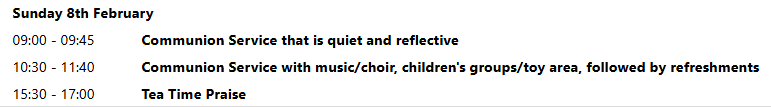 Sunday 8th February
09:00 - 09:45 Communion Service that is quiet and reflective
10:30 - 11:40 Communion Service with music/choir, children's groups/toy area, followed by refreshments
15:30 - 17:00 Tea Time Praise